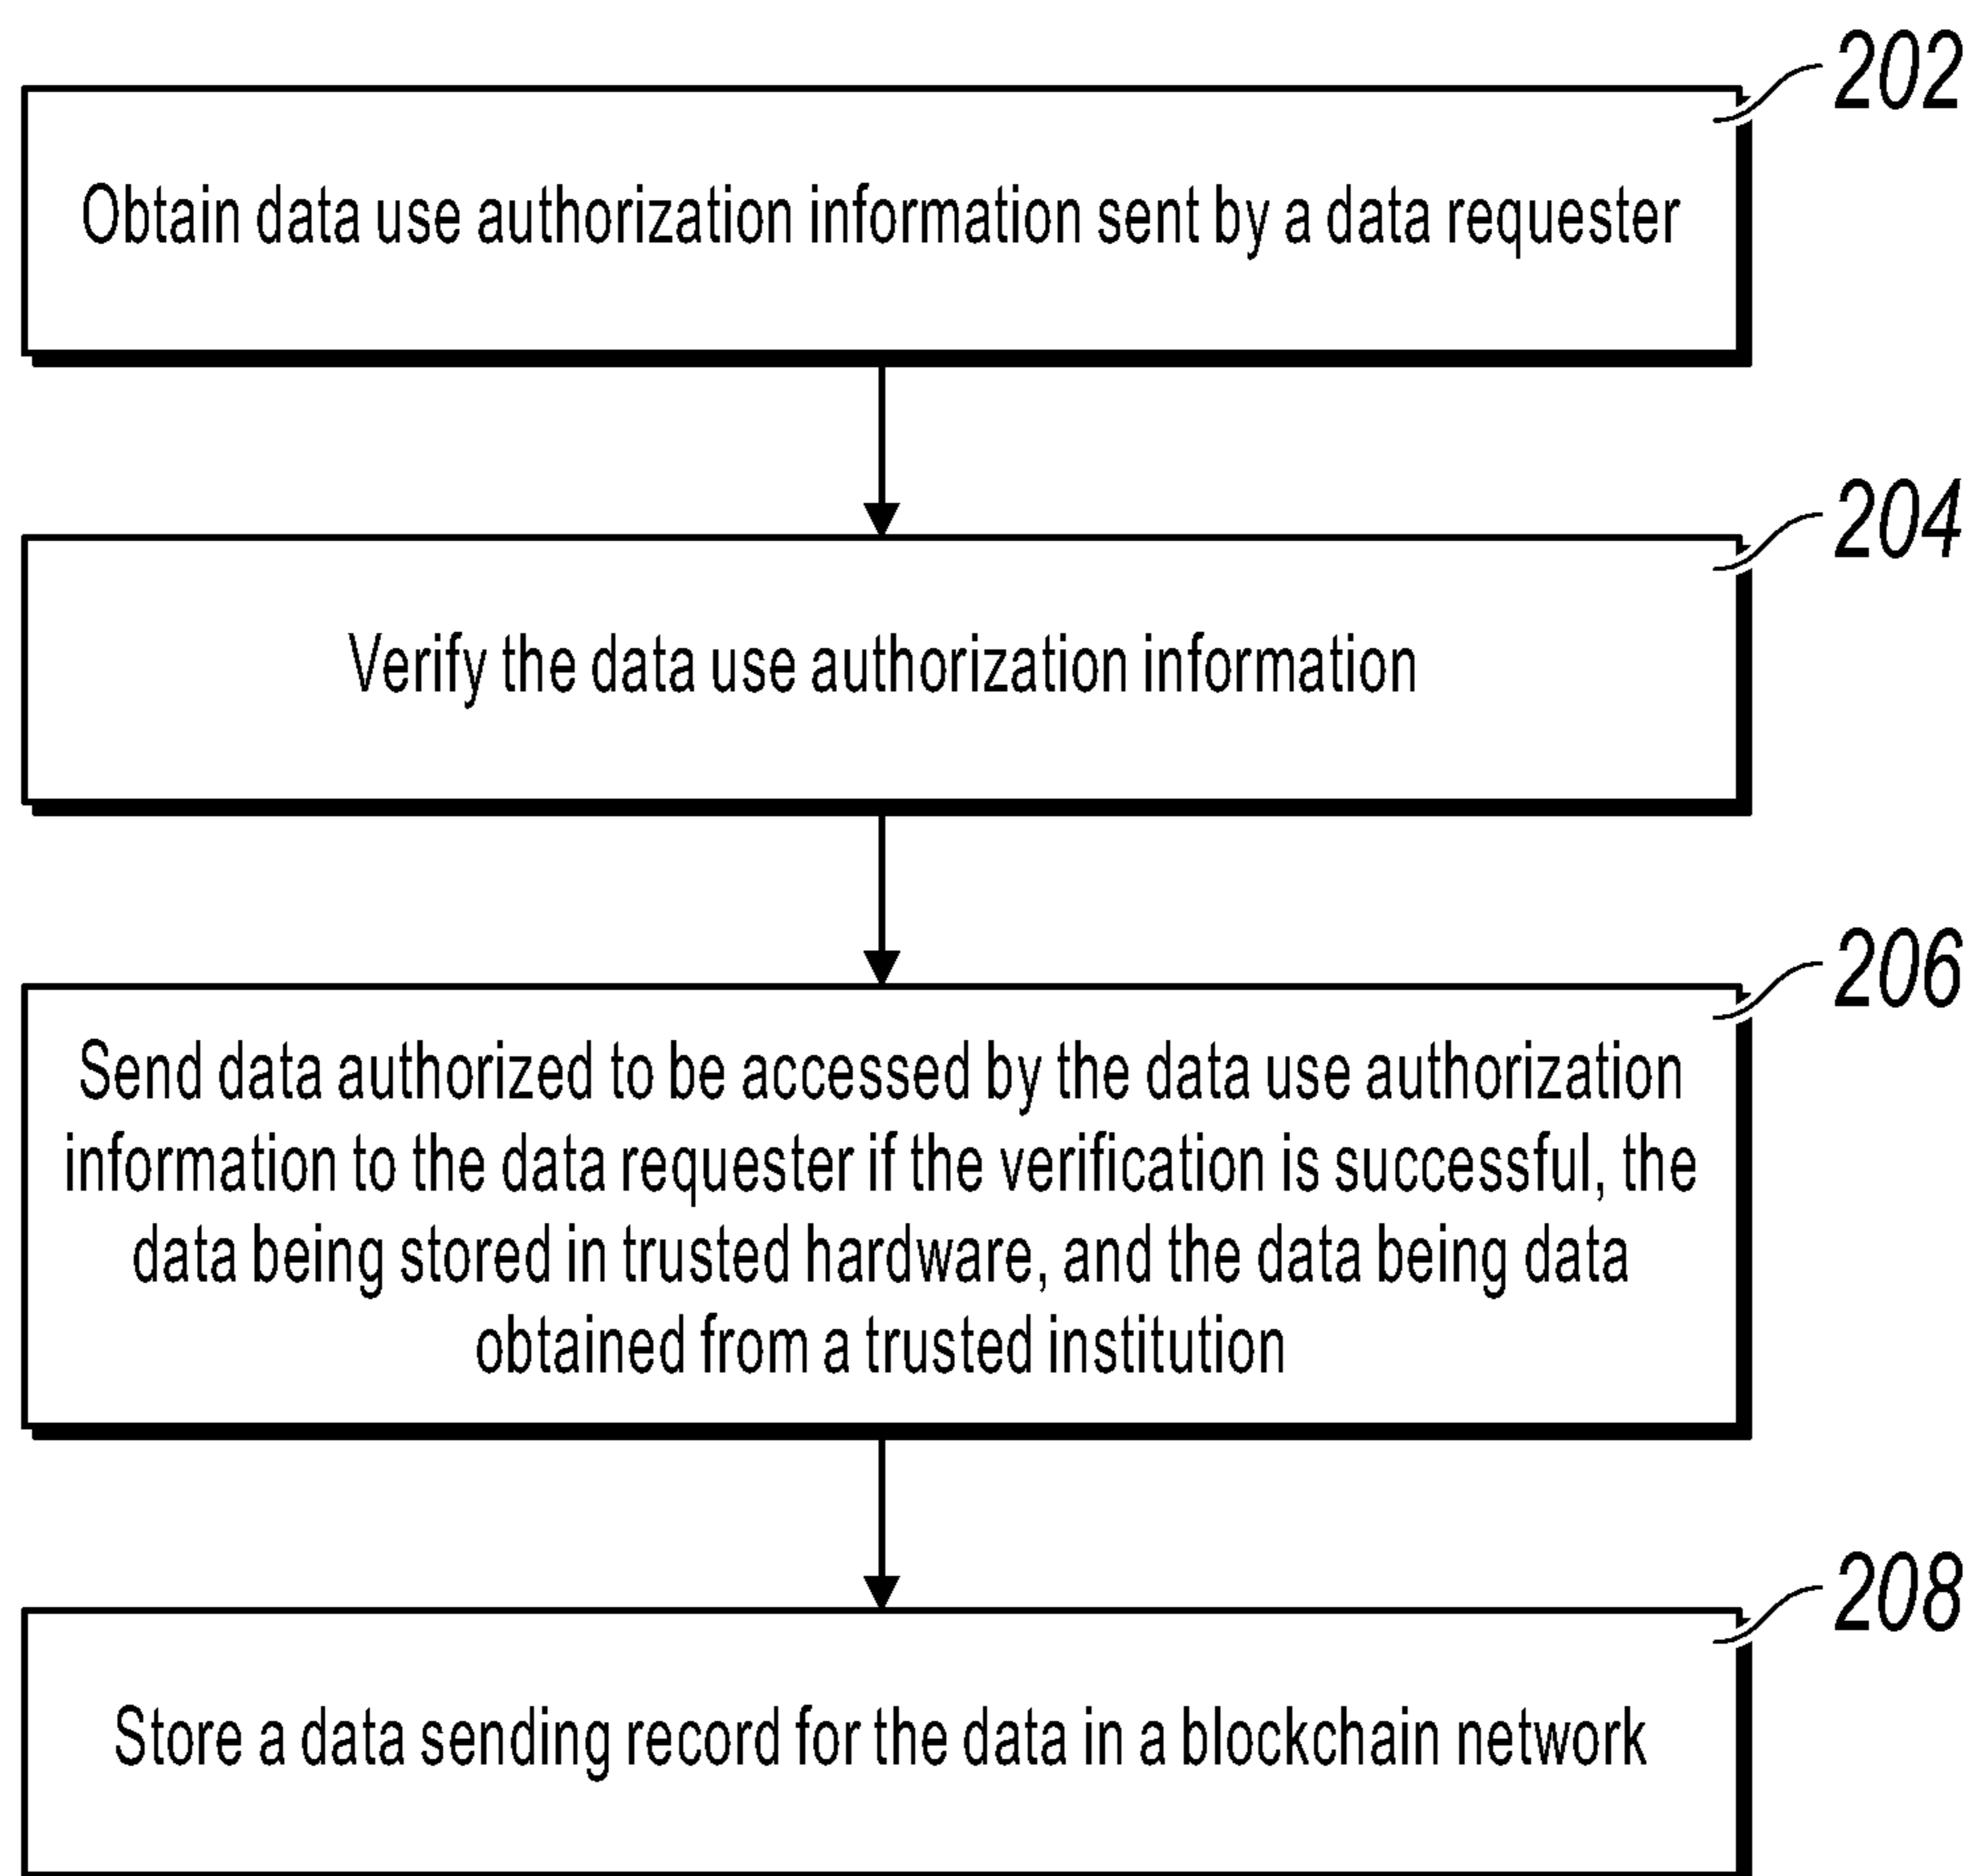 202
Obtain data use authorization information sent by a data requester
204
Verify the data use authorization information
206
Send data authorized to be accessed by the data use authorization
information to the data requester if the verification is successful, the
data being stored in trusted hardware, and the data being data
obtained from a trusted institution
208
Store a data sending record for the data in a blockchain network